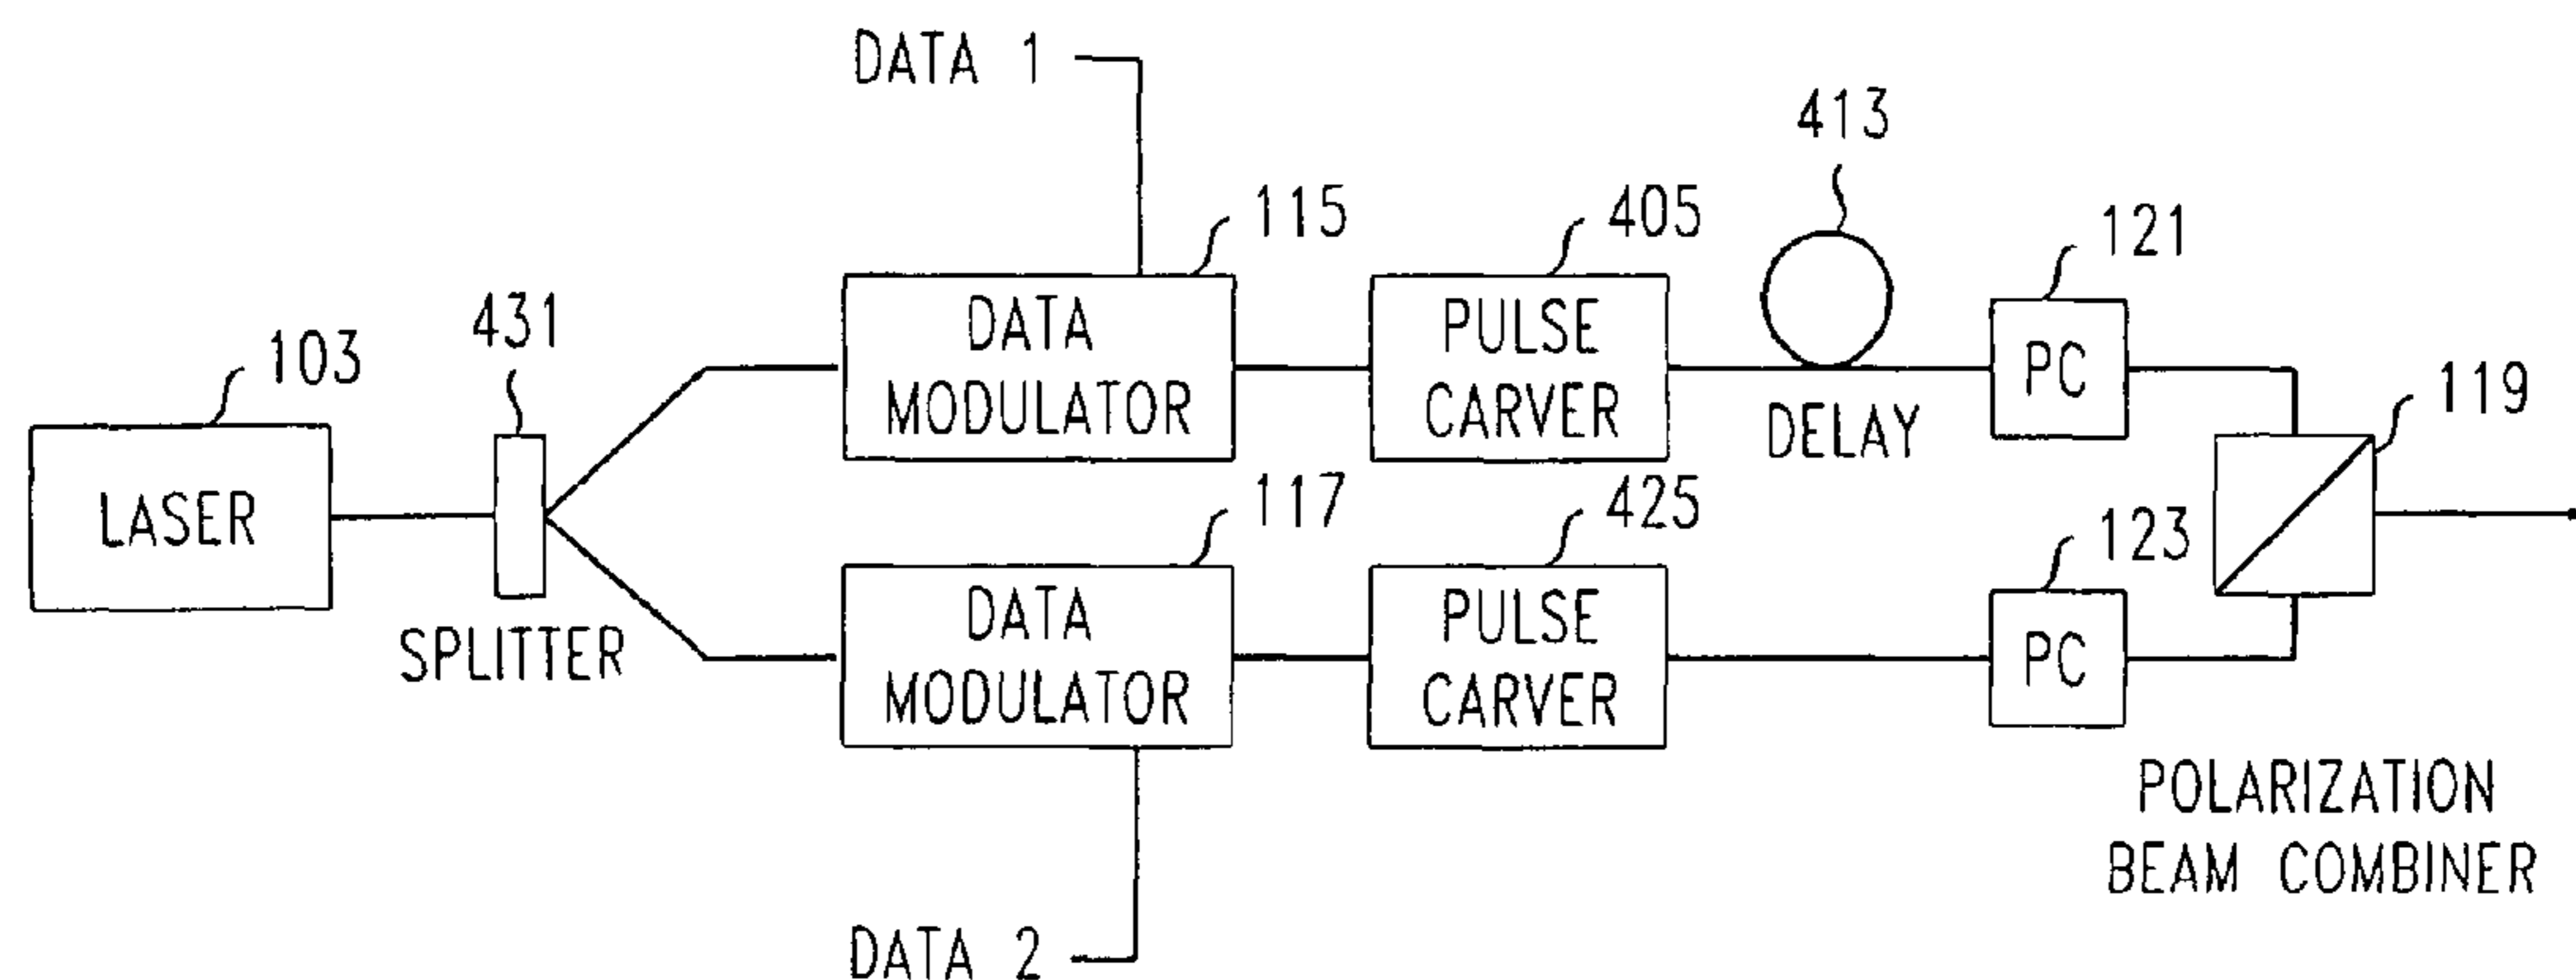 DATA 1
413
115
405
121
431
103
DATA
MODULATOR
PULSE
CARVER
DELAY
PC
119
LASER
SPLITTER
117
425
123
DATA
MODULATOR
PULSE
CARVER
PC
POLARIZATION
BEAM COMBINER
DATA 2